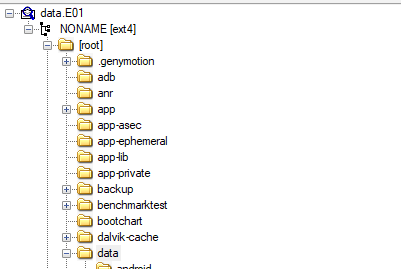 data.E01
NONAME [ext4]
[root]
.genymotion
adb
anr
app
app-asec
app-ephemeral
app-lib
app-private
backup
benchmarktest
bootchart
dalvik-cache
data
android